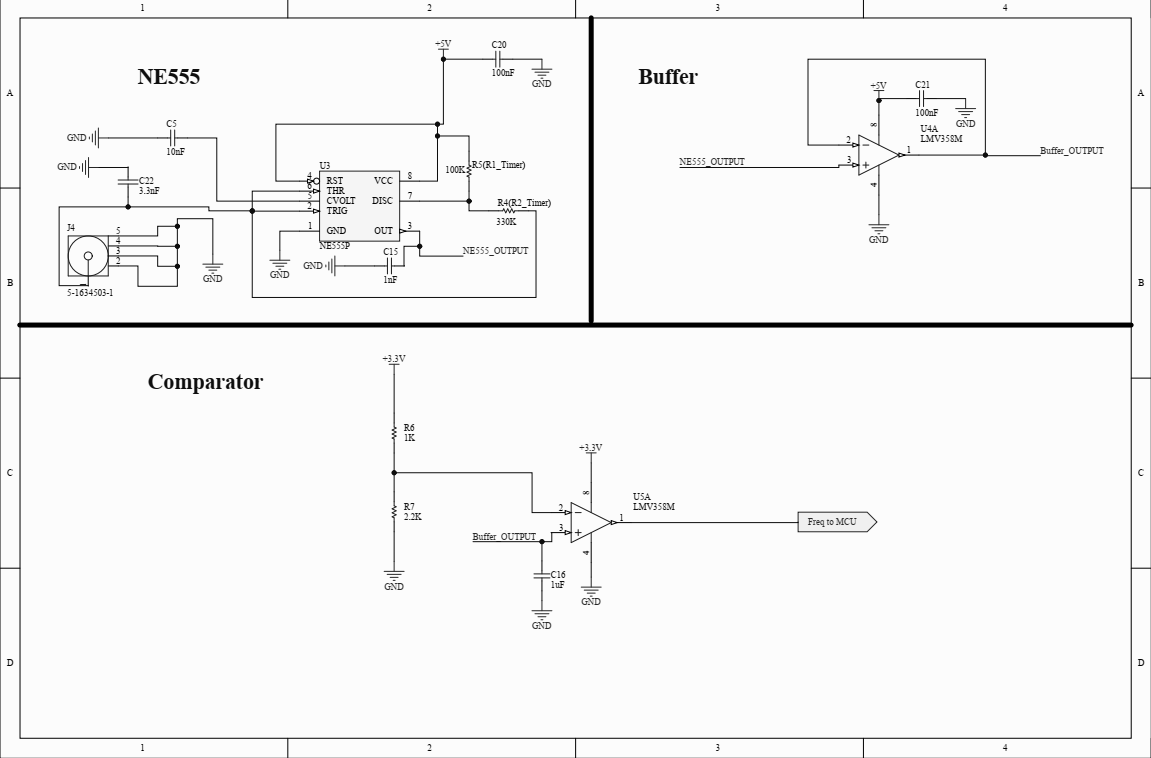 1
2
3
4
A
A
NE555
+5V
C20
100nF
GND
GND
C5
10nF
GND
C22
3.3nF
U3
4
RST
6
THR
5
CVOLT
2
TRIG
1
GND
VCC
8
DISC
7
OUT
3
NE555P
100K
R5(R1_Timer)
R4(R2_Timer)
330K
J4
5
4
3
2
5-1634503-1
GND
GND
GND
C15
1nF
NE555_OUTPUT
Buffer
+5V
C21
100nF
GND
U4A
LMV358M
8
2
3
1
4
NE555_OUTPUT
Buffer_OUTPUT
GND
B
B
Comparator
+3.3V
R6
1K
R7
2.2K
GND
+3.3V
8
U5A
LMV358M
2
3
1
4
Buffer_OUTPUT
C16
1uF
GND
GND
Freq to MCU
C
C
D
D
1
2
3
4